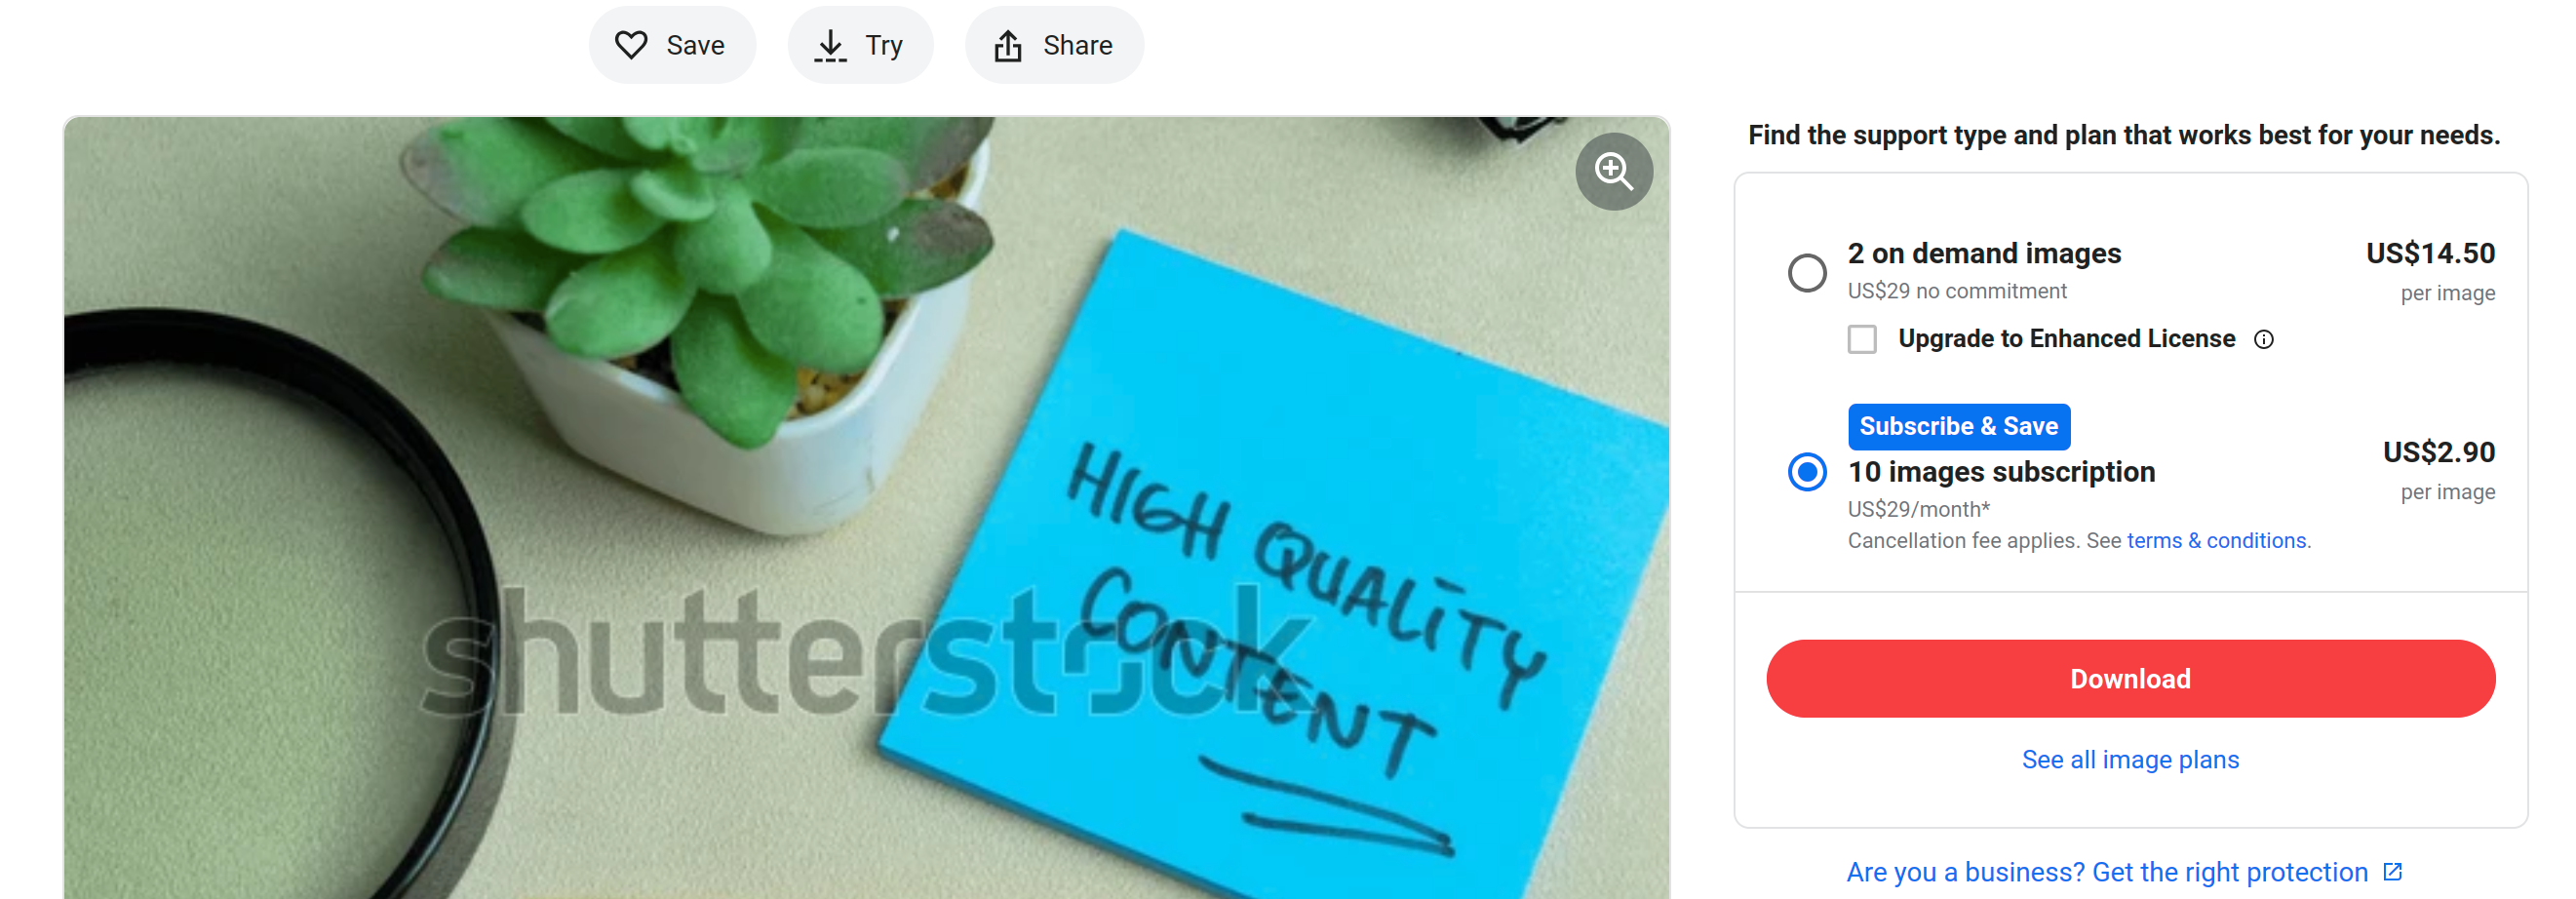 Save
Try
Share
Find the support type and plan that works best for your needs.
2 on demand images
US$14.50
US$29 no commitment
per image
Upgrade to Enhanced License
Subscribe & Save
10 images subscription
US$2.90
US$29/month*
per image
Cancellation fee applies. See terms & conditions.
Download
See all image plans
Are you a business? Get the right protection
HIGH QUALITY
CONTENT
shutterstock